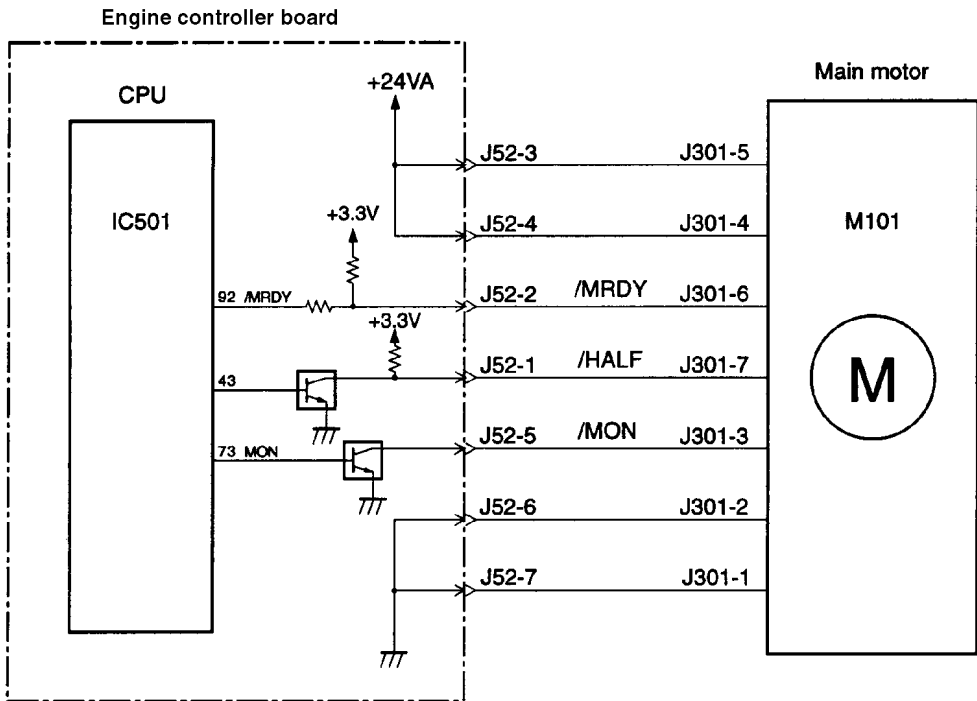 Engine controller board
Main motor
CPU
+24VA
IC501
M101
J52-3 J301-5
+3.3V
J52-4 J301-4
92 /MRDY
J52-2 /MRDY J301-6
+3.3V
43
J52-1 /HALF J301-7
M
73 MON
J52-5 /MON J301-3
J52-6 J301-2
J52-7 J301-1